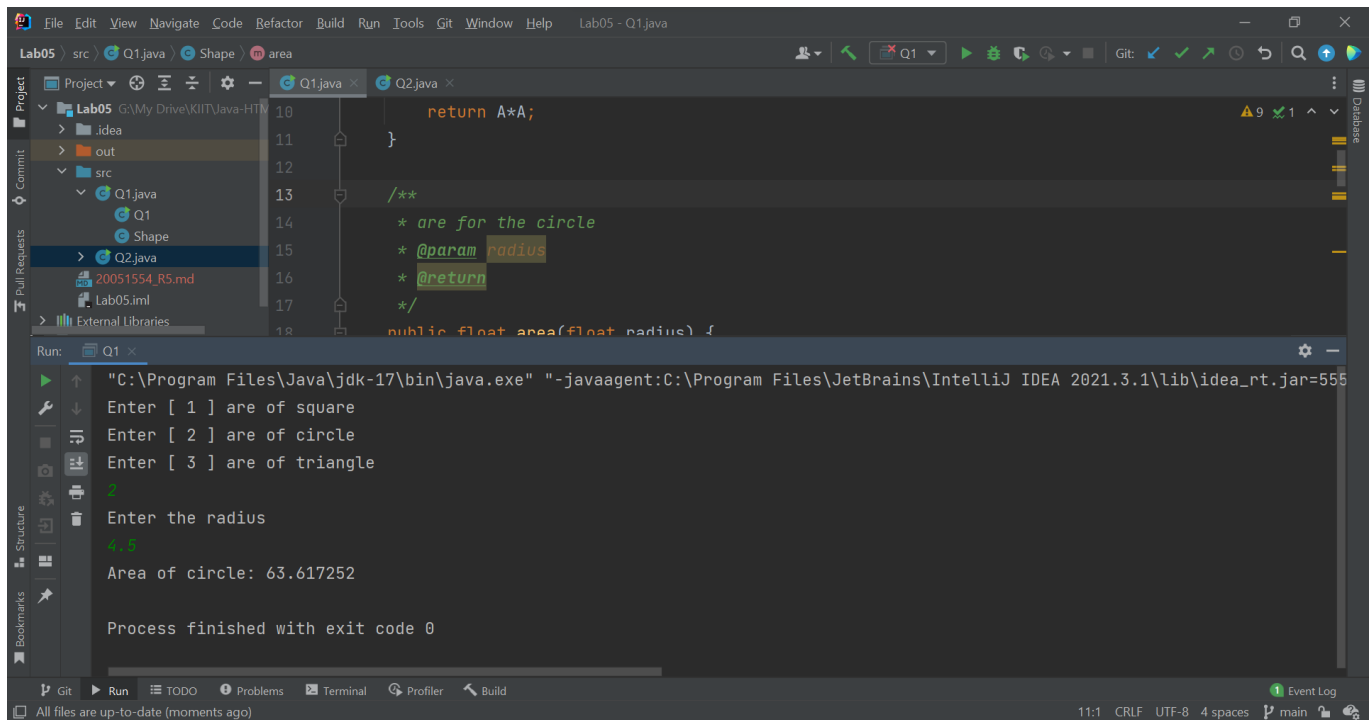 File Edit View Navigate Code Refactor Build Run Tools Git Window Help Lab05 - Q1.java
Lab05 src Q1.java Shape area Q1 Git:
Project Q1.java Q2.java
Lab05 G:\My Drive\KIIT\Java-HTM
.idea
out
src
Q1.java
Q1
Shape
Q2.java
20051554_R5.md
Lab05.iml
External Libraries
10 return A*A;
11 }
12
13 /**
14 * are for the circle
15 * @param radius
16 * @return
17 */
18 public float area(float radius) {
9 1
Project
Commit
Pull Requests
Structure
Bookmarks
Database
Run: Q1
"C:\Program Files\Java\jdk-17\bin\java.exe" "-javaagent:C:\Program Files\JetBrains\IntelliJ IDEA 2021.3.1\lib\idea_rt.jar=555
Enter [ 1 ] are of square
Enter [ 2 ] are of circle
Enter [ 3 ] are of triangle
2
Enter the radius
4.5
Area of circle: 63.617252
Process finished with exit code 0
Git Run TODO Problems Terminal Profiler Build 1 Event Log
All files are up-to-date (moments ago) 11:1 CRLF UTF-8 4 spaces main